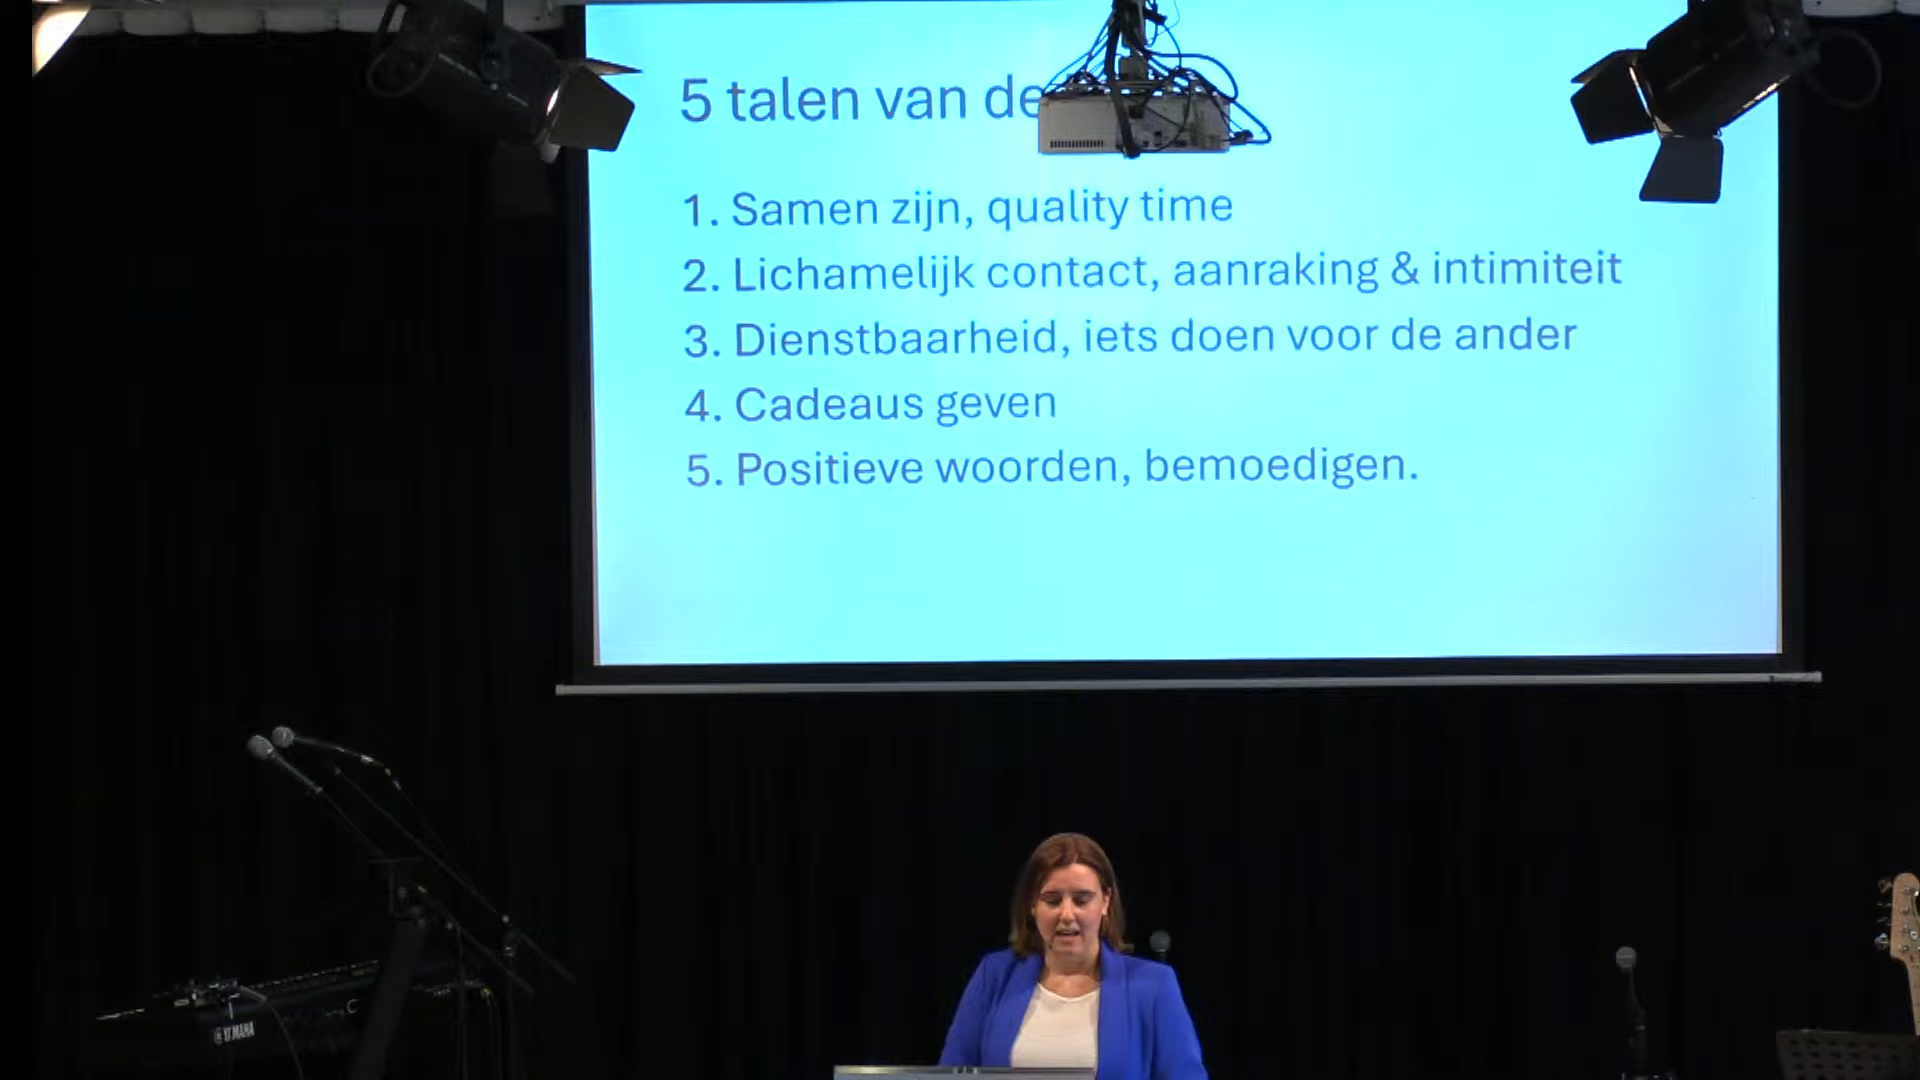 5 talen van de
1. Samen zijn, quality time
2. Lichamelijk contact, aanraking & intimiteit
3. Dienstbaarheid, iets doen voor de ander
4. Cadeaus geven
5. Positieve woorden, bemoedigen.
YAMAHA